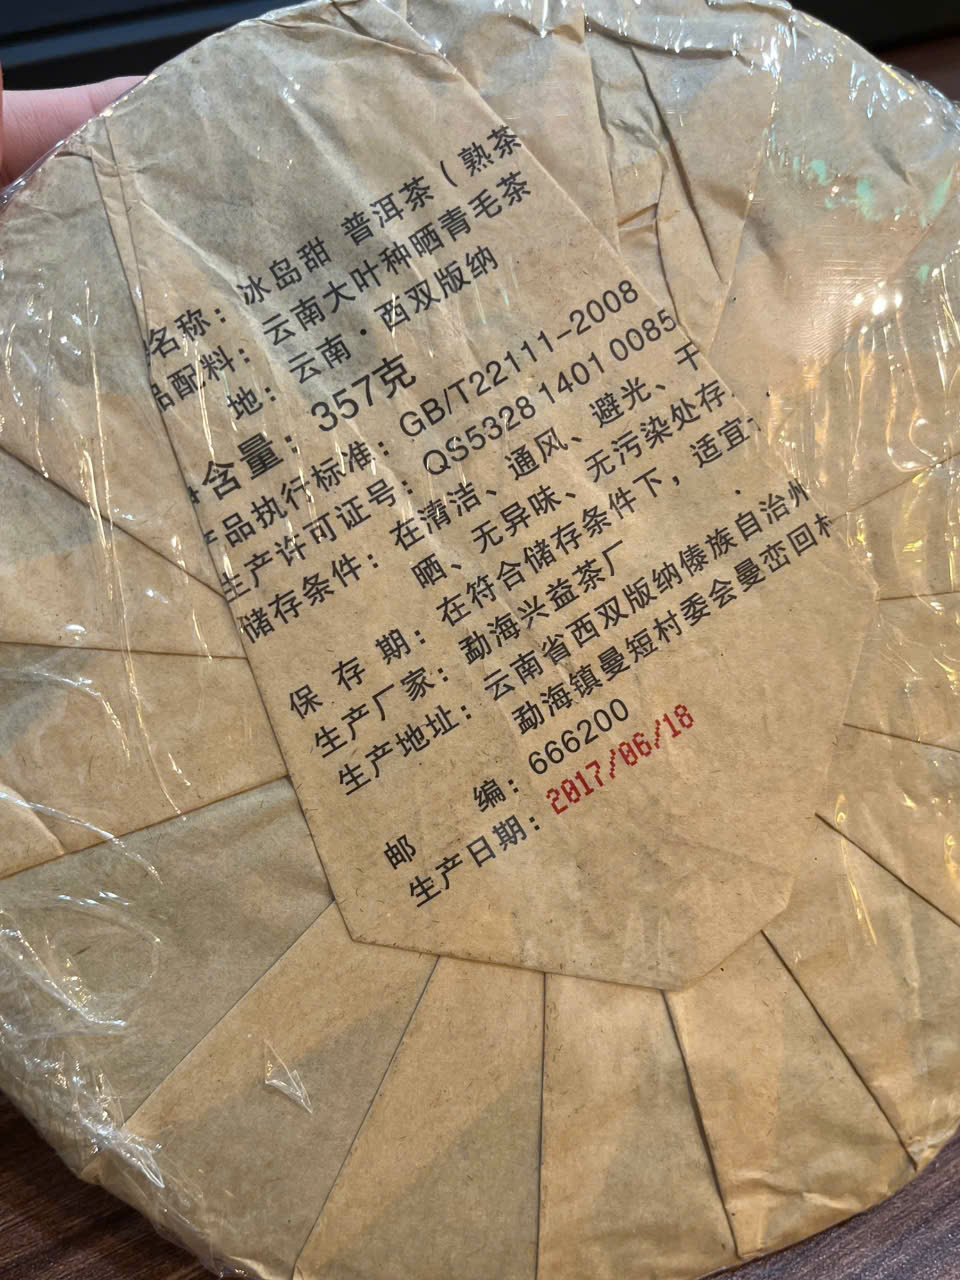 名称：冰岛甜 普洱茶（熟茶
品配料：云南大叶种晒青毛茶
地：云南·西双版纳
含量：357克
产品执行标准：GB/T22111-2008
生产许可证号：QS5328 1401 0085
储存条件：在清洁、通风、避光、干
晒、无异味、无污染处存
保存期：在符合储存条件下，适宜
生产厂家：勐海兴益茶厂
生产地址：云南省西双版纳傣族自治州
勐海镇曼短村委会曼峦回村
邮编：666200
生产日期：2017/06/18